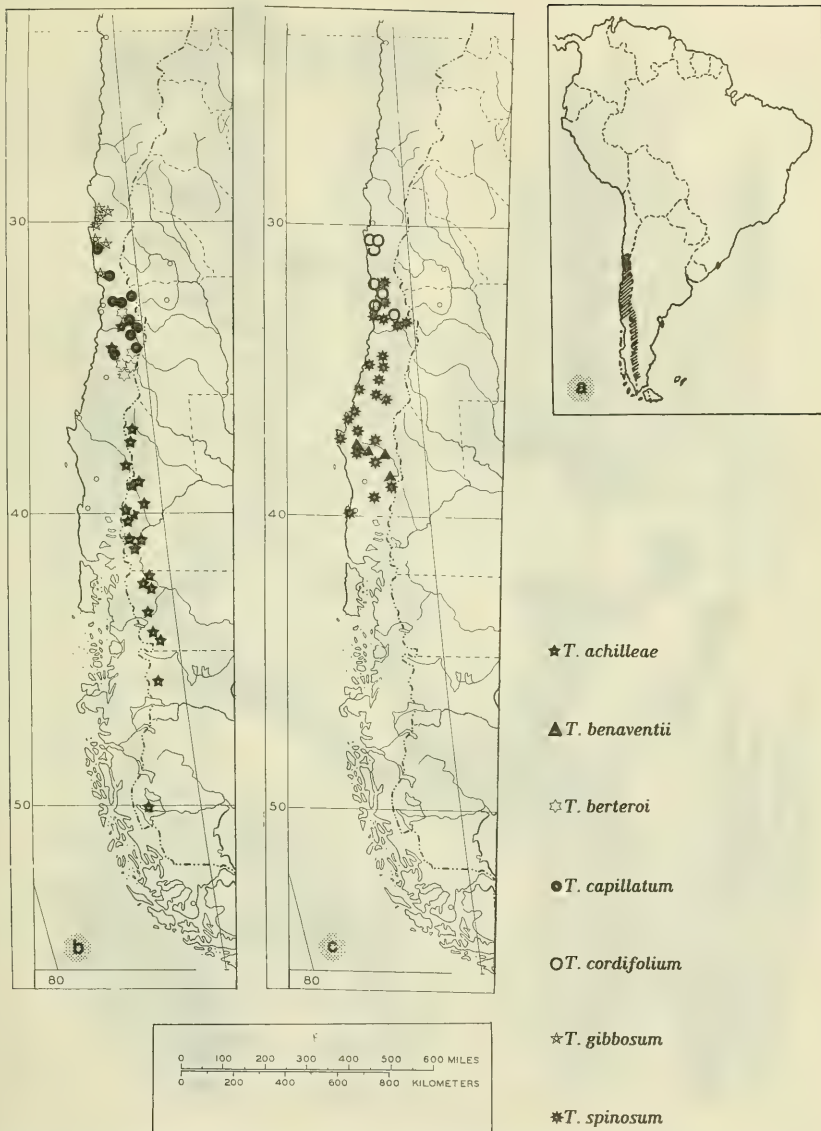 30
40
50
80
b
30
40
50
80
c
a
T. achilleae
T. benaventii
T. berteroi
T. capillatum
T. cordifolium
T. gibbosum
T. spinosum
0 100 200 300 400 500 600 MILES
0 200 400 600 800 KILOMETERS